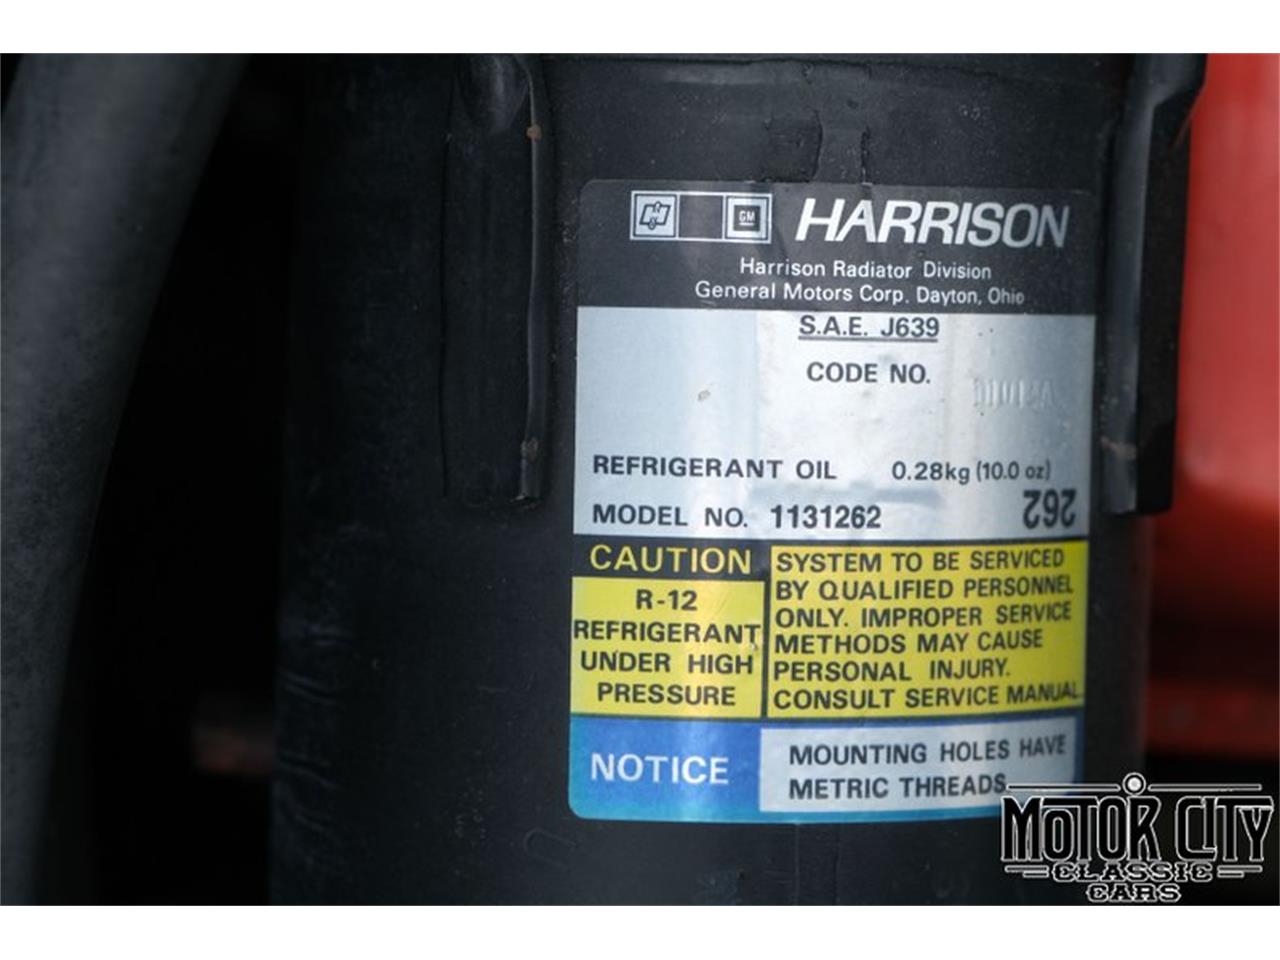 GM HARRISON
Harrison Radiator Division
General Motors Corp. Dayton, Ohio
S.A.E. J639
CODE NO.
REFRIGERANT OIL 0.28kg (10.0 oz)
MODEL NO. 1131262 262
CAUTION
R-12
REFRIGERANT
UNDER HIGH
PRESSURE
SYSTEM TO BE SERVICED
BY QUALIFIED PERSONNEL
ONLY. IMPROPER SERVICE
METHODS MAY CAUSE
PERSONAL INJURY.
CONSULT SERVICE MANUAL
NOTICE
MOUNTING HOLES HAVE
METRIC THREADS
MOTOR CITY
CLASSIC
CARS